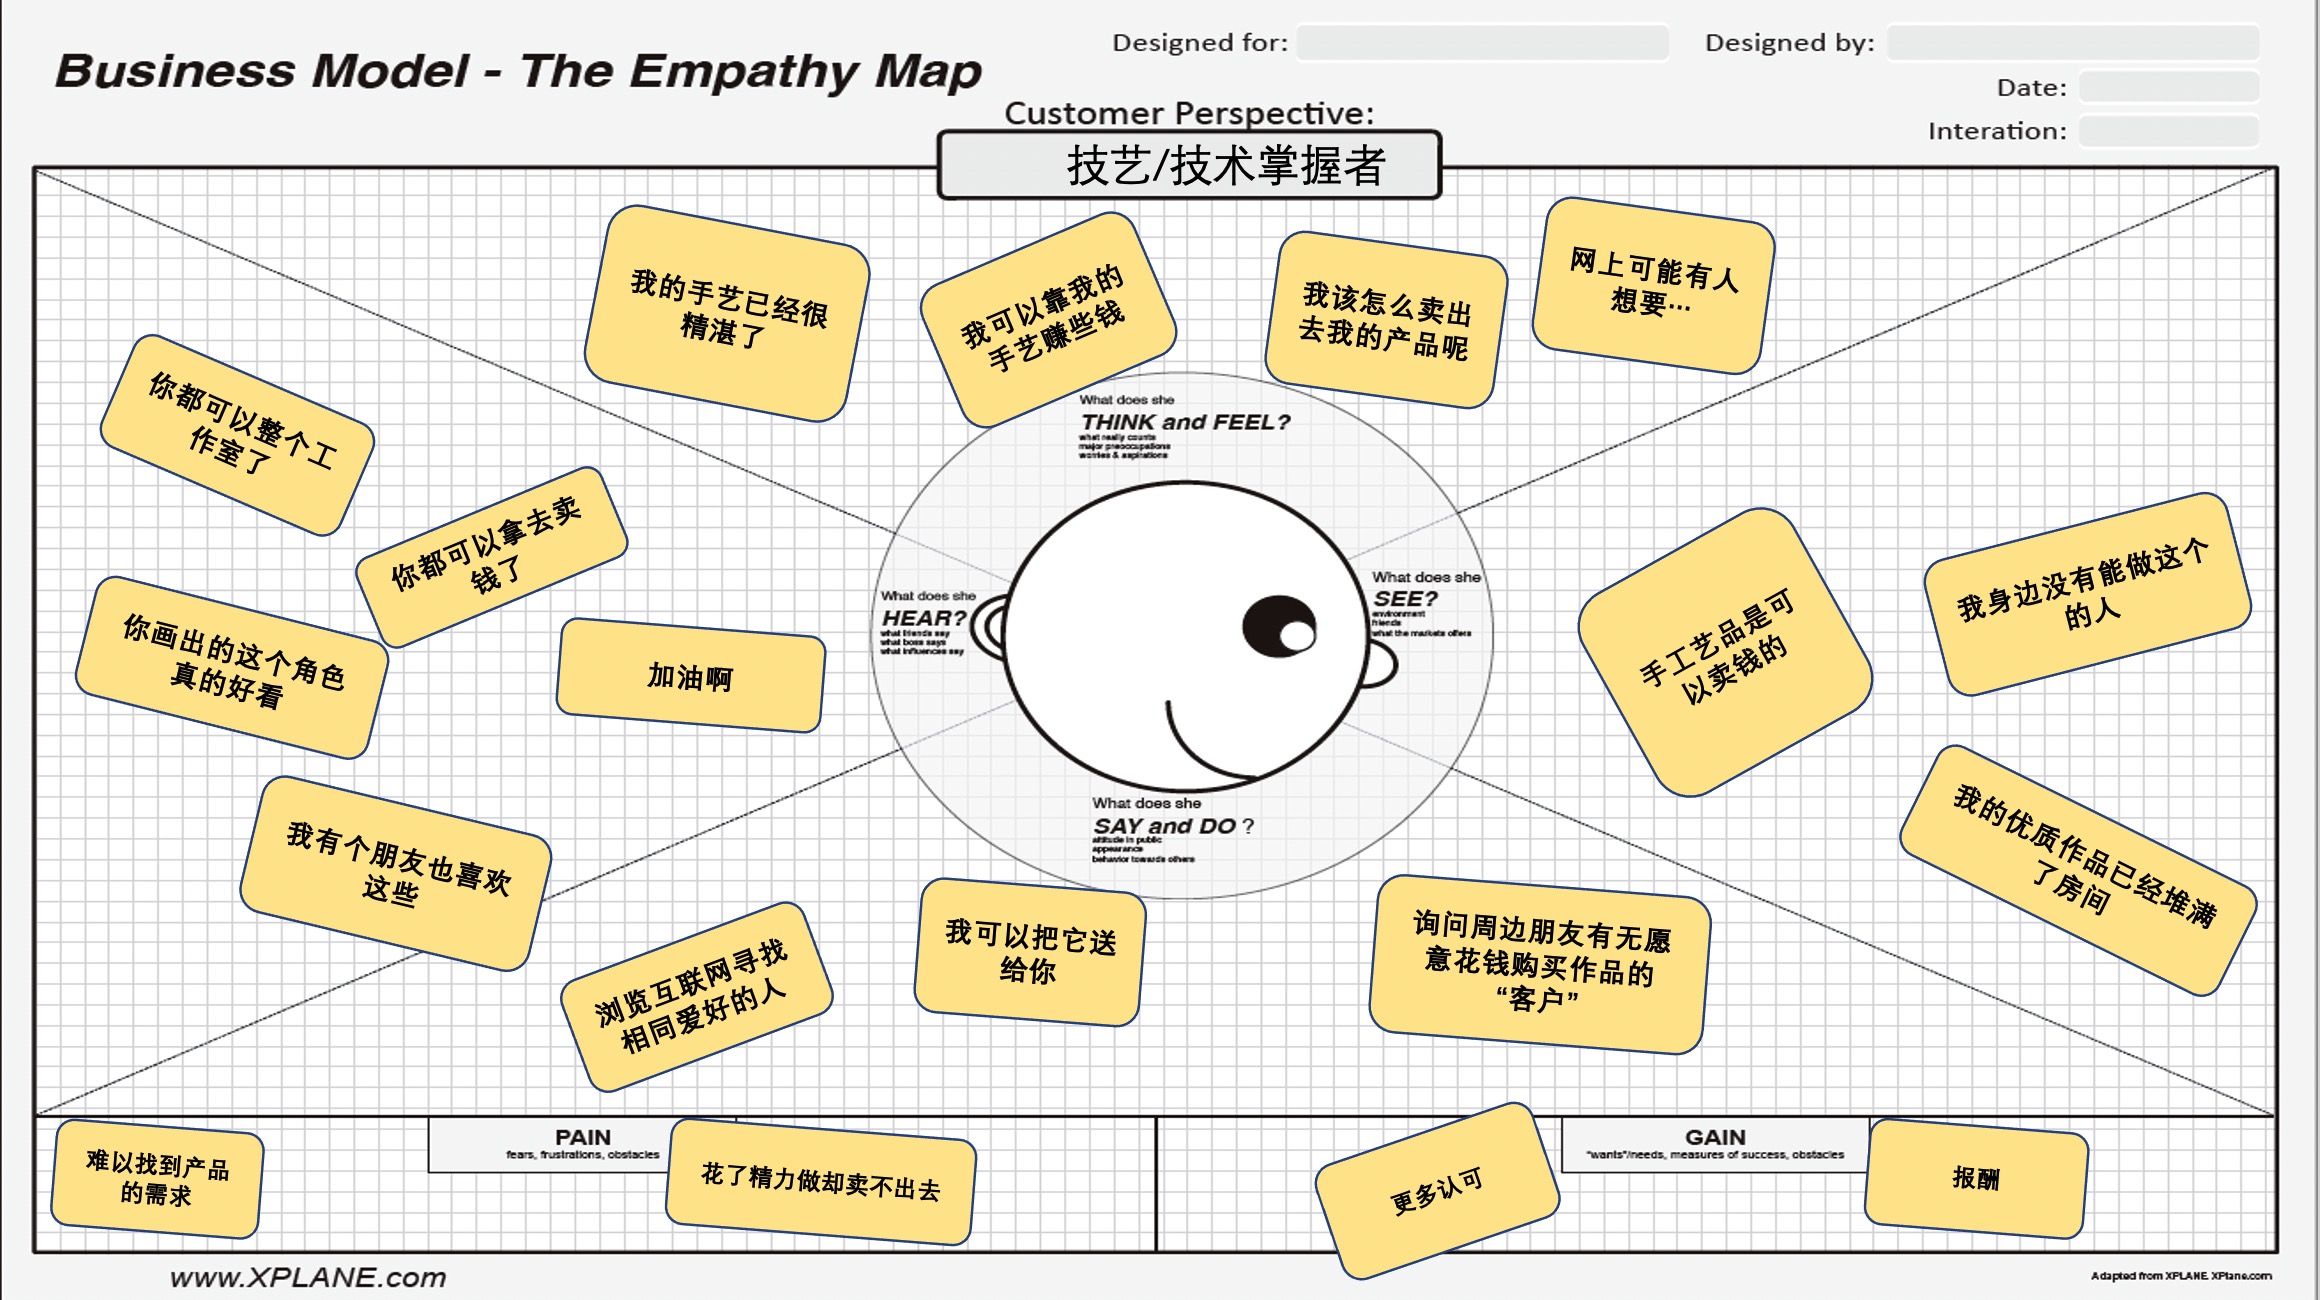 Business Model - The Empathy Map
Designed for:
Designed by:
Date:
Interation:
Customer Perspective:
技艺/技术掌握者
我的手艺已经很
精湛了
我可以靠我的
手艺赚些钱
我该怎么卖出
去我的产品呢
网上可能有人
想要…
What does she
THINK and FEEL?
what really counts
major preoccupations
worries & aspirations
你都可以整个工
作室了
你都可以拿去卖
钱了
你画出的这个角色
真的好看
加油啊
我有个朋友也喜欢
这些
What does she
HEAR?
what friends say
what boss says
what influences say
What does she
SEE?
environment
friends
what the markets offers
手工艺品是可
以卖钱的
我身边没有能做这个
的人
我的优质作品已经堆满
了房间
What does she
SAY and DO ?
attitude in public
appearance
behavior towards others
浏览互联网寻找
相同爱好的人
我可以把它送
给你
询问周边朋友有无愿
意花钱购买作品的
“客户”
PAIN
fears, frustrations, obstacles
难以找到产品
的需求
花了精力做却卖不出去
GAIN
"wants"/needs, measures of success, obstacles
更多认可
报酬
www.XPLANE.com
Adapted from XPLANE. XPlane.com